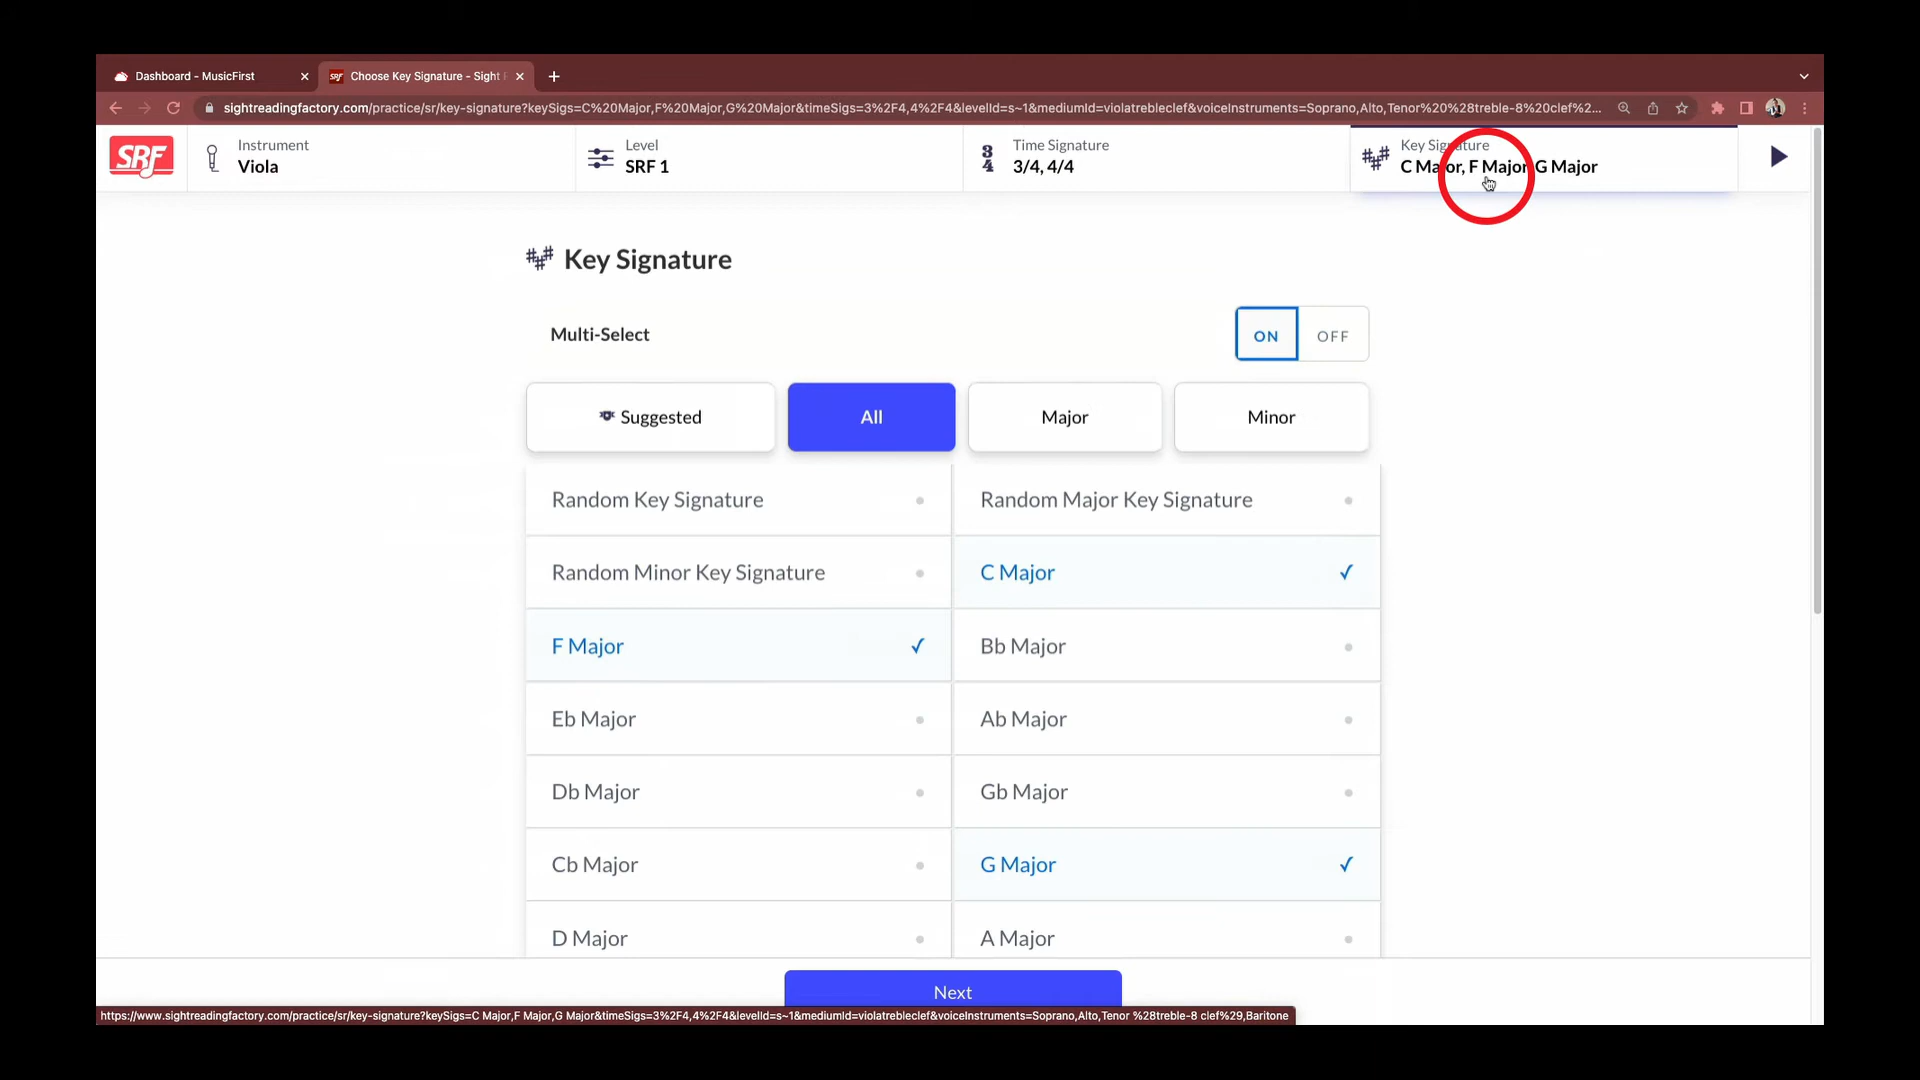 Dashboard - MusicFirst
SRF Choose Key Signature - Sight
sightreadingfactory.com/practice/sr/key-signature?keySigs=C%20Major,F%20Major,G%20Major&timeSigs=3%2F4,4%2F4&levelId=s~1&mediumId=violatrebleclef&voiceInstruments=Soprano,Alto,Tenor%20%28treble-8%20clef%2...
SRF
Instrument
Viola
Level
SRF 1
3
4
Time Signature
3/4, 4/4
Key Signature
C Major, F Major, G Major
Key Signature
Multi-Select
ON
OFF
Suggested
All
Major
Minor
Random Key Signature
Random Major Key Signature
Random Minor Key Signature
C Major
F Major
Bb Major
Eb Major
Ab Major
Db Major
Gb Major
Cb Major
G Major
D Major
A Major
Next
https://www.sightreadingfactory.com/practice/sr/key-signature?keySigs=C Major,F Major,G Major&timeSigs=3%2F4,4%2F4&levelId=s~1&mediumId=violatrebleclef&voiceInstruments=Soprano,Alto,Tenor %28treble-8 clef%29,Baritone